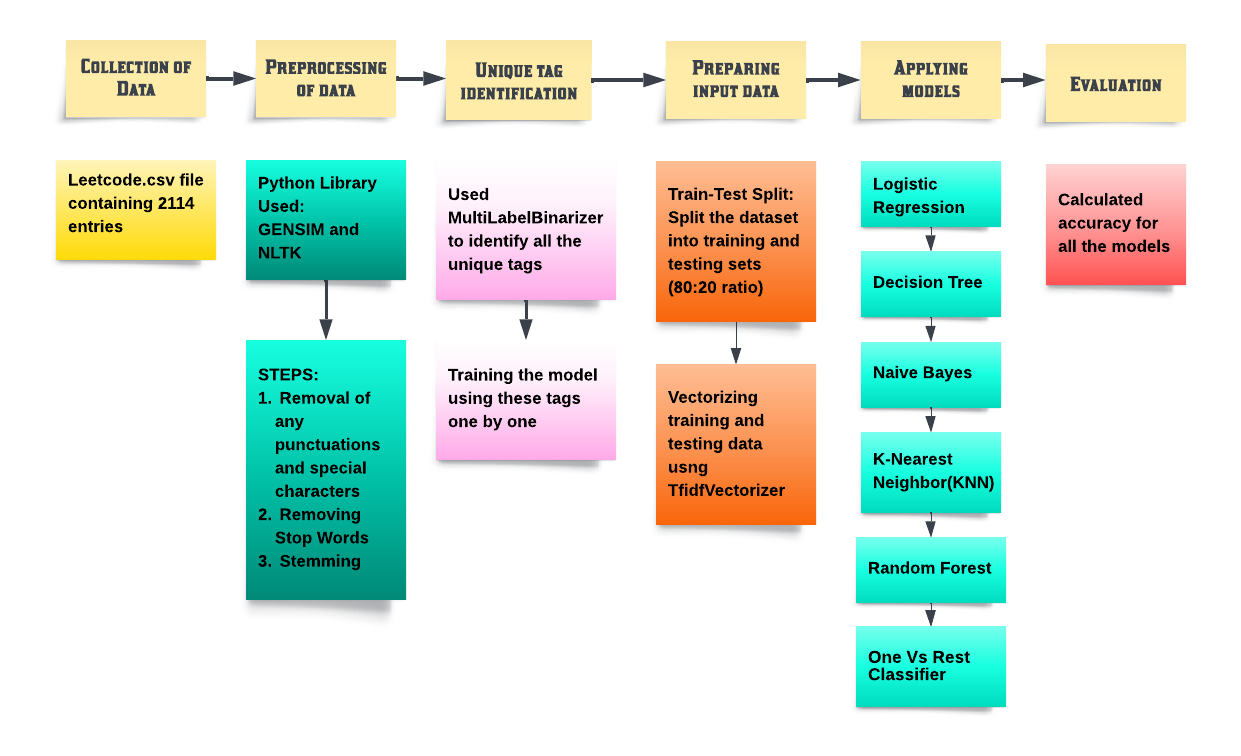 COLLECTION OF
DATA
PREPROCESSING
OF DATA
UNIQUE TAG
IDENTIFICATION
PREPARING
INPUT DATA
APPLYING
MODELS
EVALUATION
Leetcode.csv file
containing 2114
entries
Python Library
Used:
GENSIM and
NLTK
STEPS:
1. Removal of
any
punctuations
and special
characters
2. Removing
Stop Words
3. Stemming
Used
MultiLabelBinarizer
to identify all the
unique tags
Training the model
using these tags
one by one
Train-Test Split:
Split the dataset
into training and
testing sets
(80:20 ratio)
Vectorizing
training and
testing data
usng
TfidfVectorizer
Logistic
Regression
Decision Tree
Naive Bayes
K-Nearest
Neighbor(KNN)
Random Forest
One Vs Rest
Classifier
Calculated
accuracy for
all the models